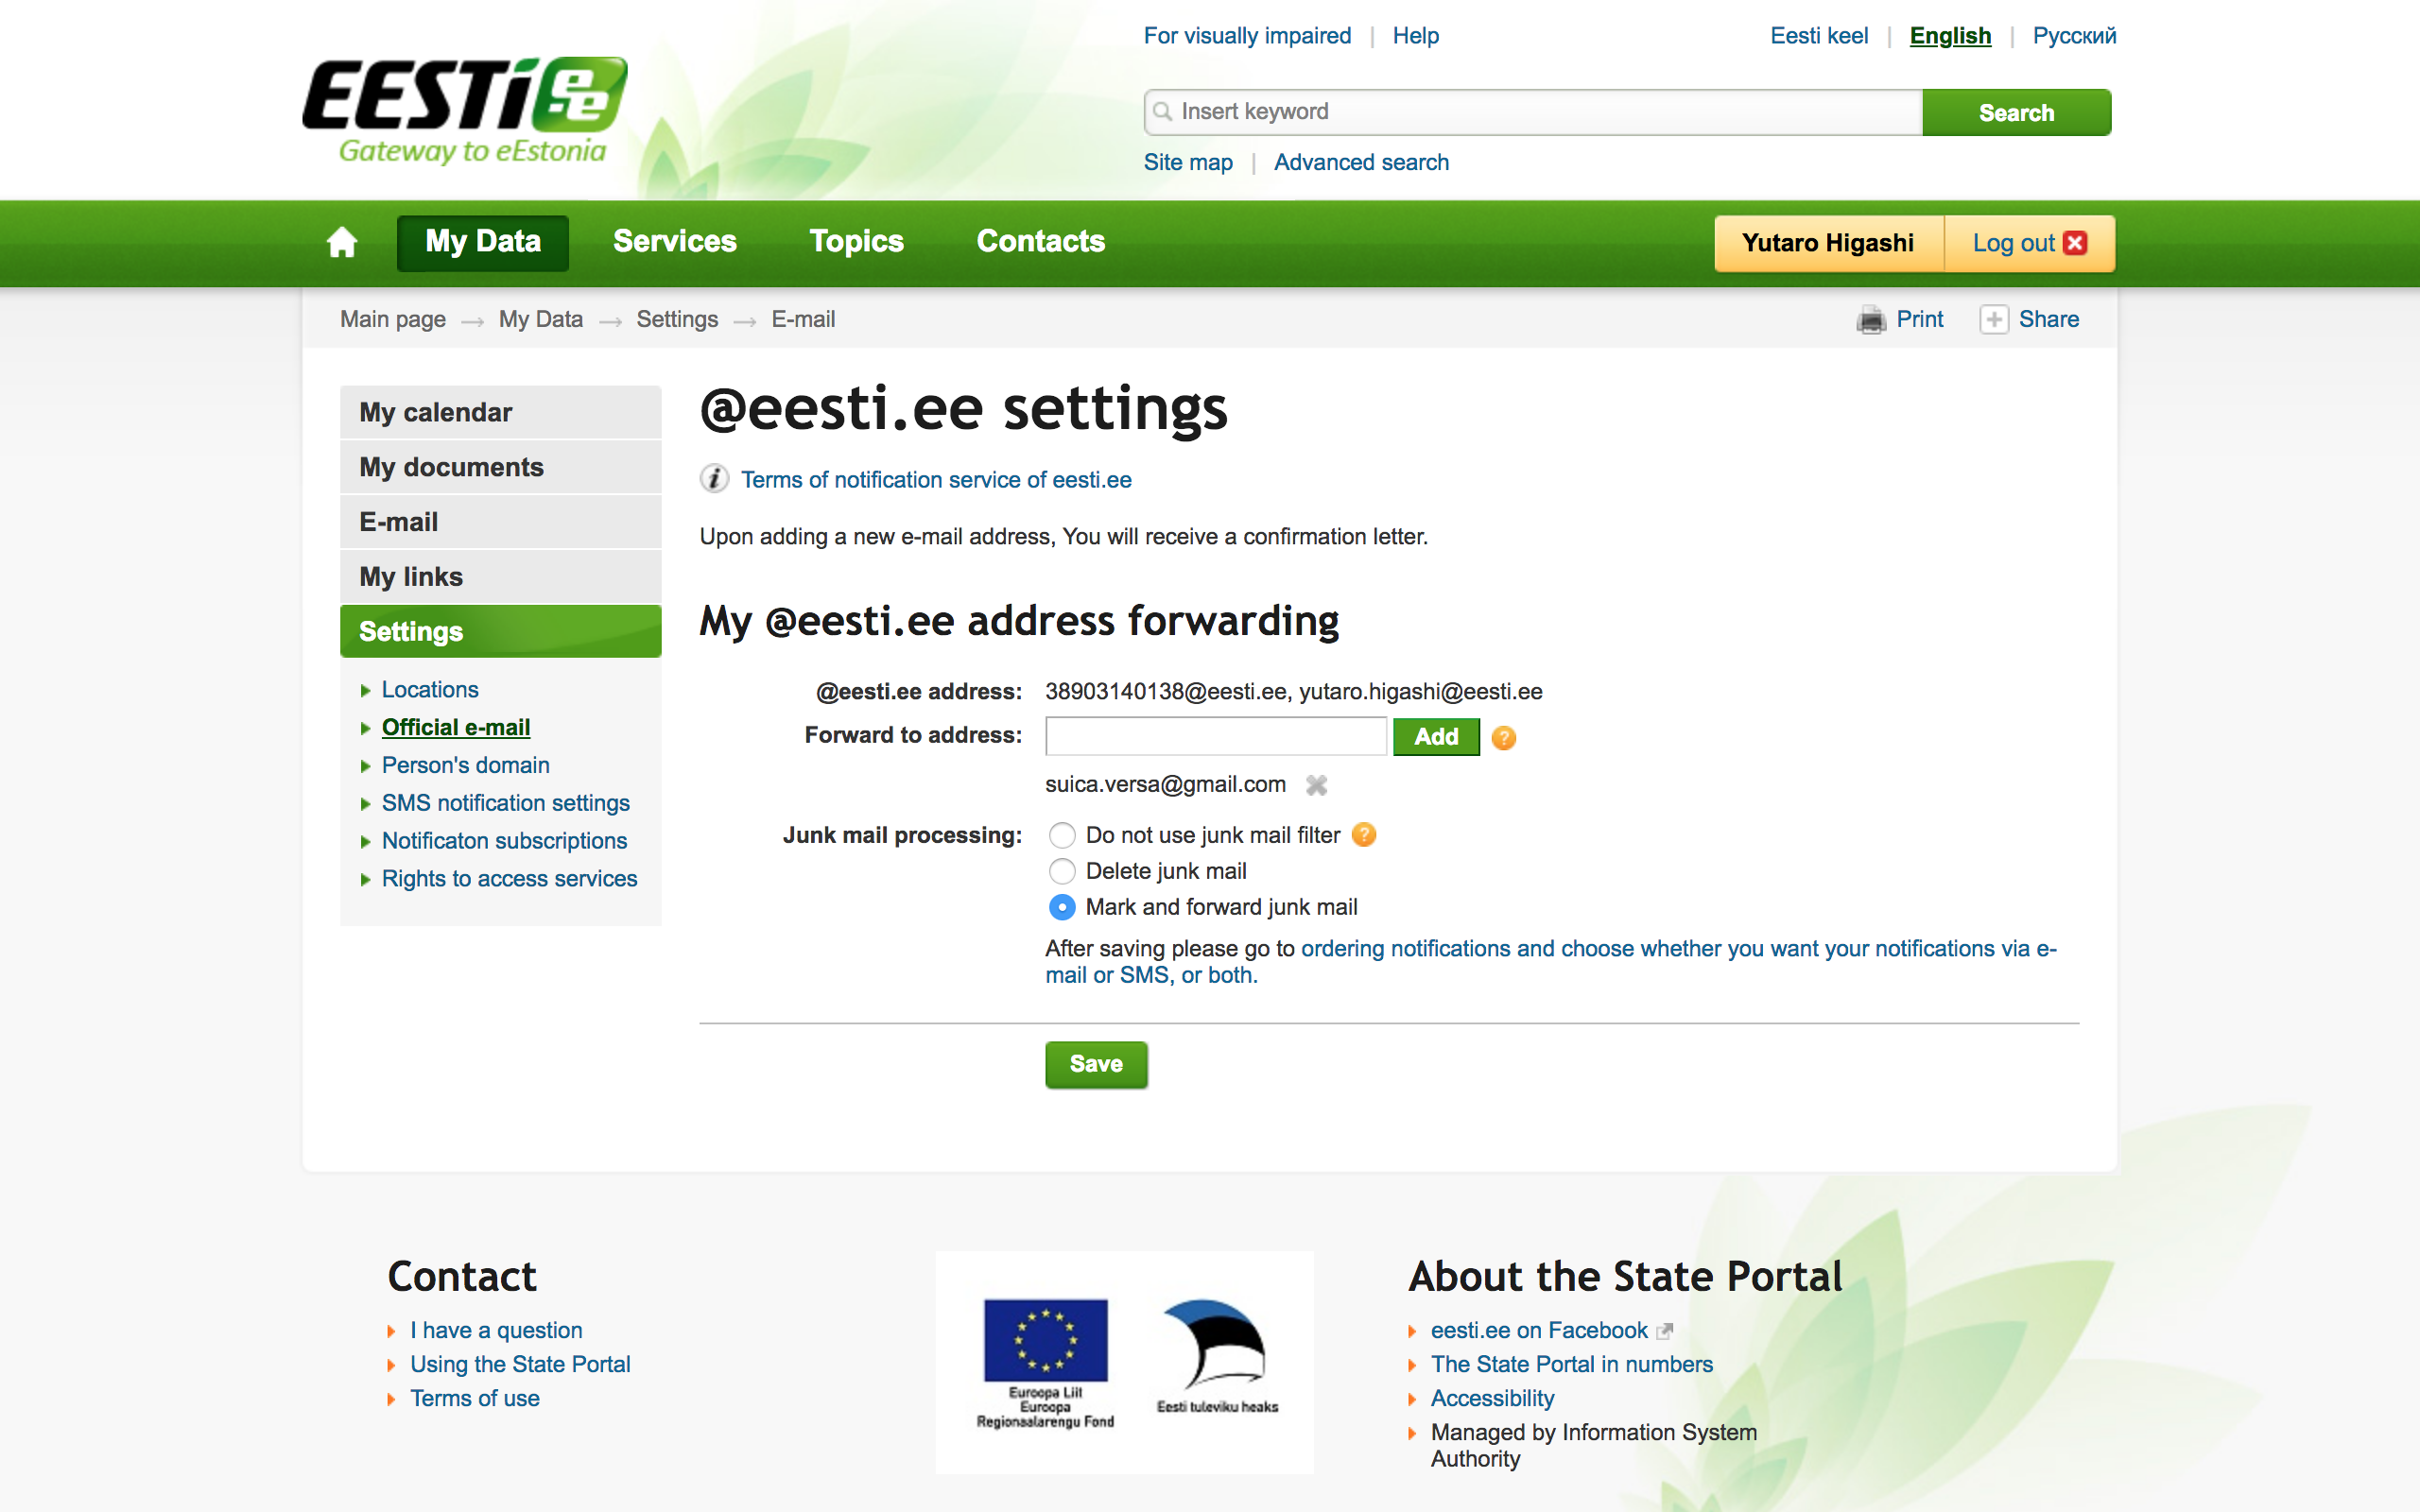 For visually impaired | Help
Eesti keel | English | Русский
EESTi.ee
Gateway to eEstonia
Insert keyword
Search
Site map | Advanced search
My Data
Services
Topics
Contacts
Yutaro Higashi
Log out
Main page → My Data → Settings → E-mail
Print
Share
My calendar
My documents
E-mail
My links
Settings
Locations
Official e-mail
Person's domain
SMS notification settings
Notificaton subscriptions
Rights to access services
@eesti.ee settings
Terms of notification service of eesti.ee
Upon adding a new e-mail address, You will receive a confirmation letter.
My @eesti.ee address forwarding
@eesti.ee address: 38903140138@eesti.ee, yutaro.higashi@eesti.ee
Forward to address:
Add
suica.versa@gmail.com
Junk mail processing:
Do not use junk mail filter
Delete junk mail
Mark and forward junk mail
After saving please go to ordering notifications and choose whether you want your notifications via e-
mail or SMS, or both.
Save
Contact
I have a question
Using the State Portal
Terms of use
Euroopa Liit
Euroopa
Regionaalarengu Fond
Eesti tuleviku heaks
About the State Portal
eesti.ee on Facebook
The State Portal in numbers
Accessibility
Managed by Information System
Authority